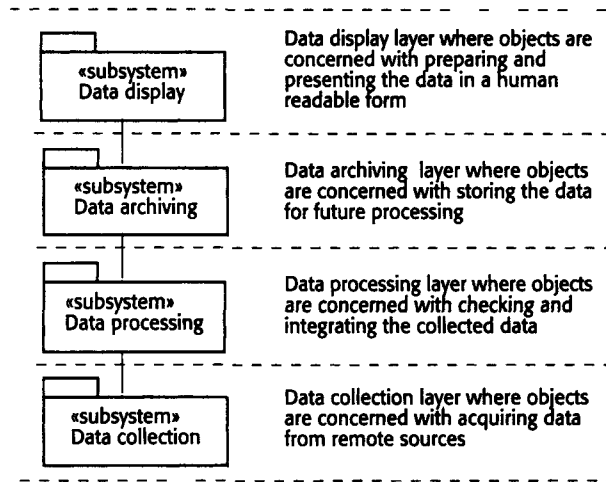 «subsystem»
Data display
Data display layer where objects are
concerned with preparing and
presenting the data in a human
readable form
«subsystem»
Data archiving
Data archiving layer where objects
are concerned with storing the data
for future processing
«subsystem»
Data processing
Data processing layer where objects
are concerned with checking and
integrating the collected data
«subsystem»
Data collection
Data collection layer where objects
are concerned with acquiring data
from remote sources